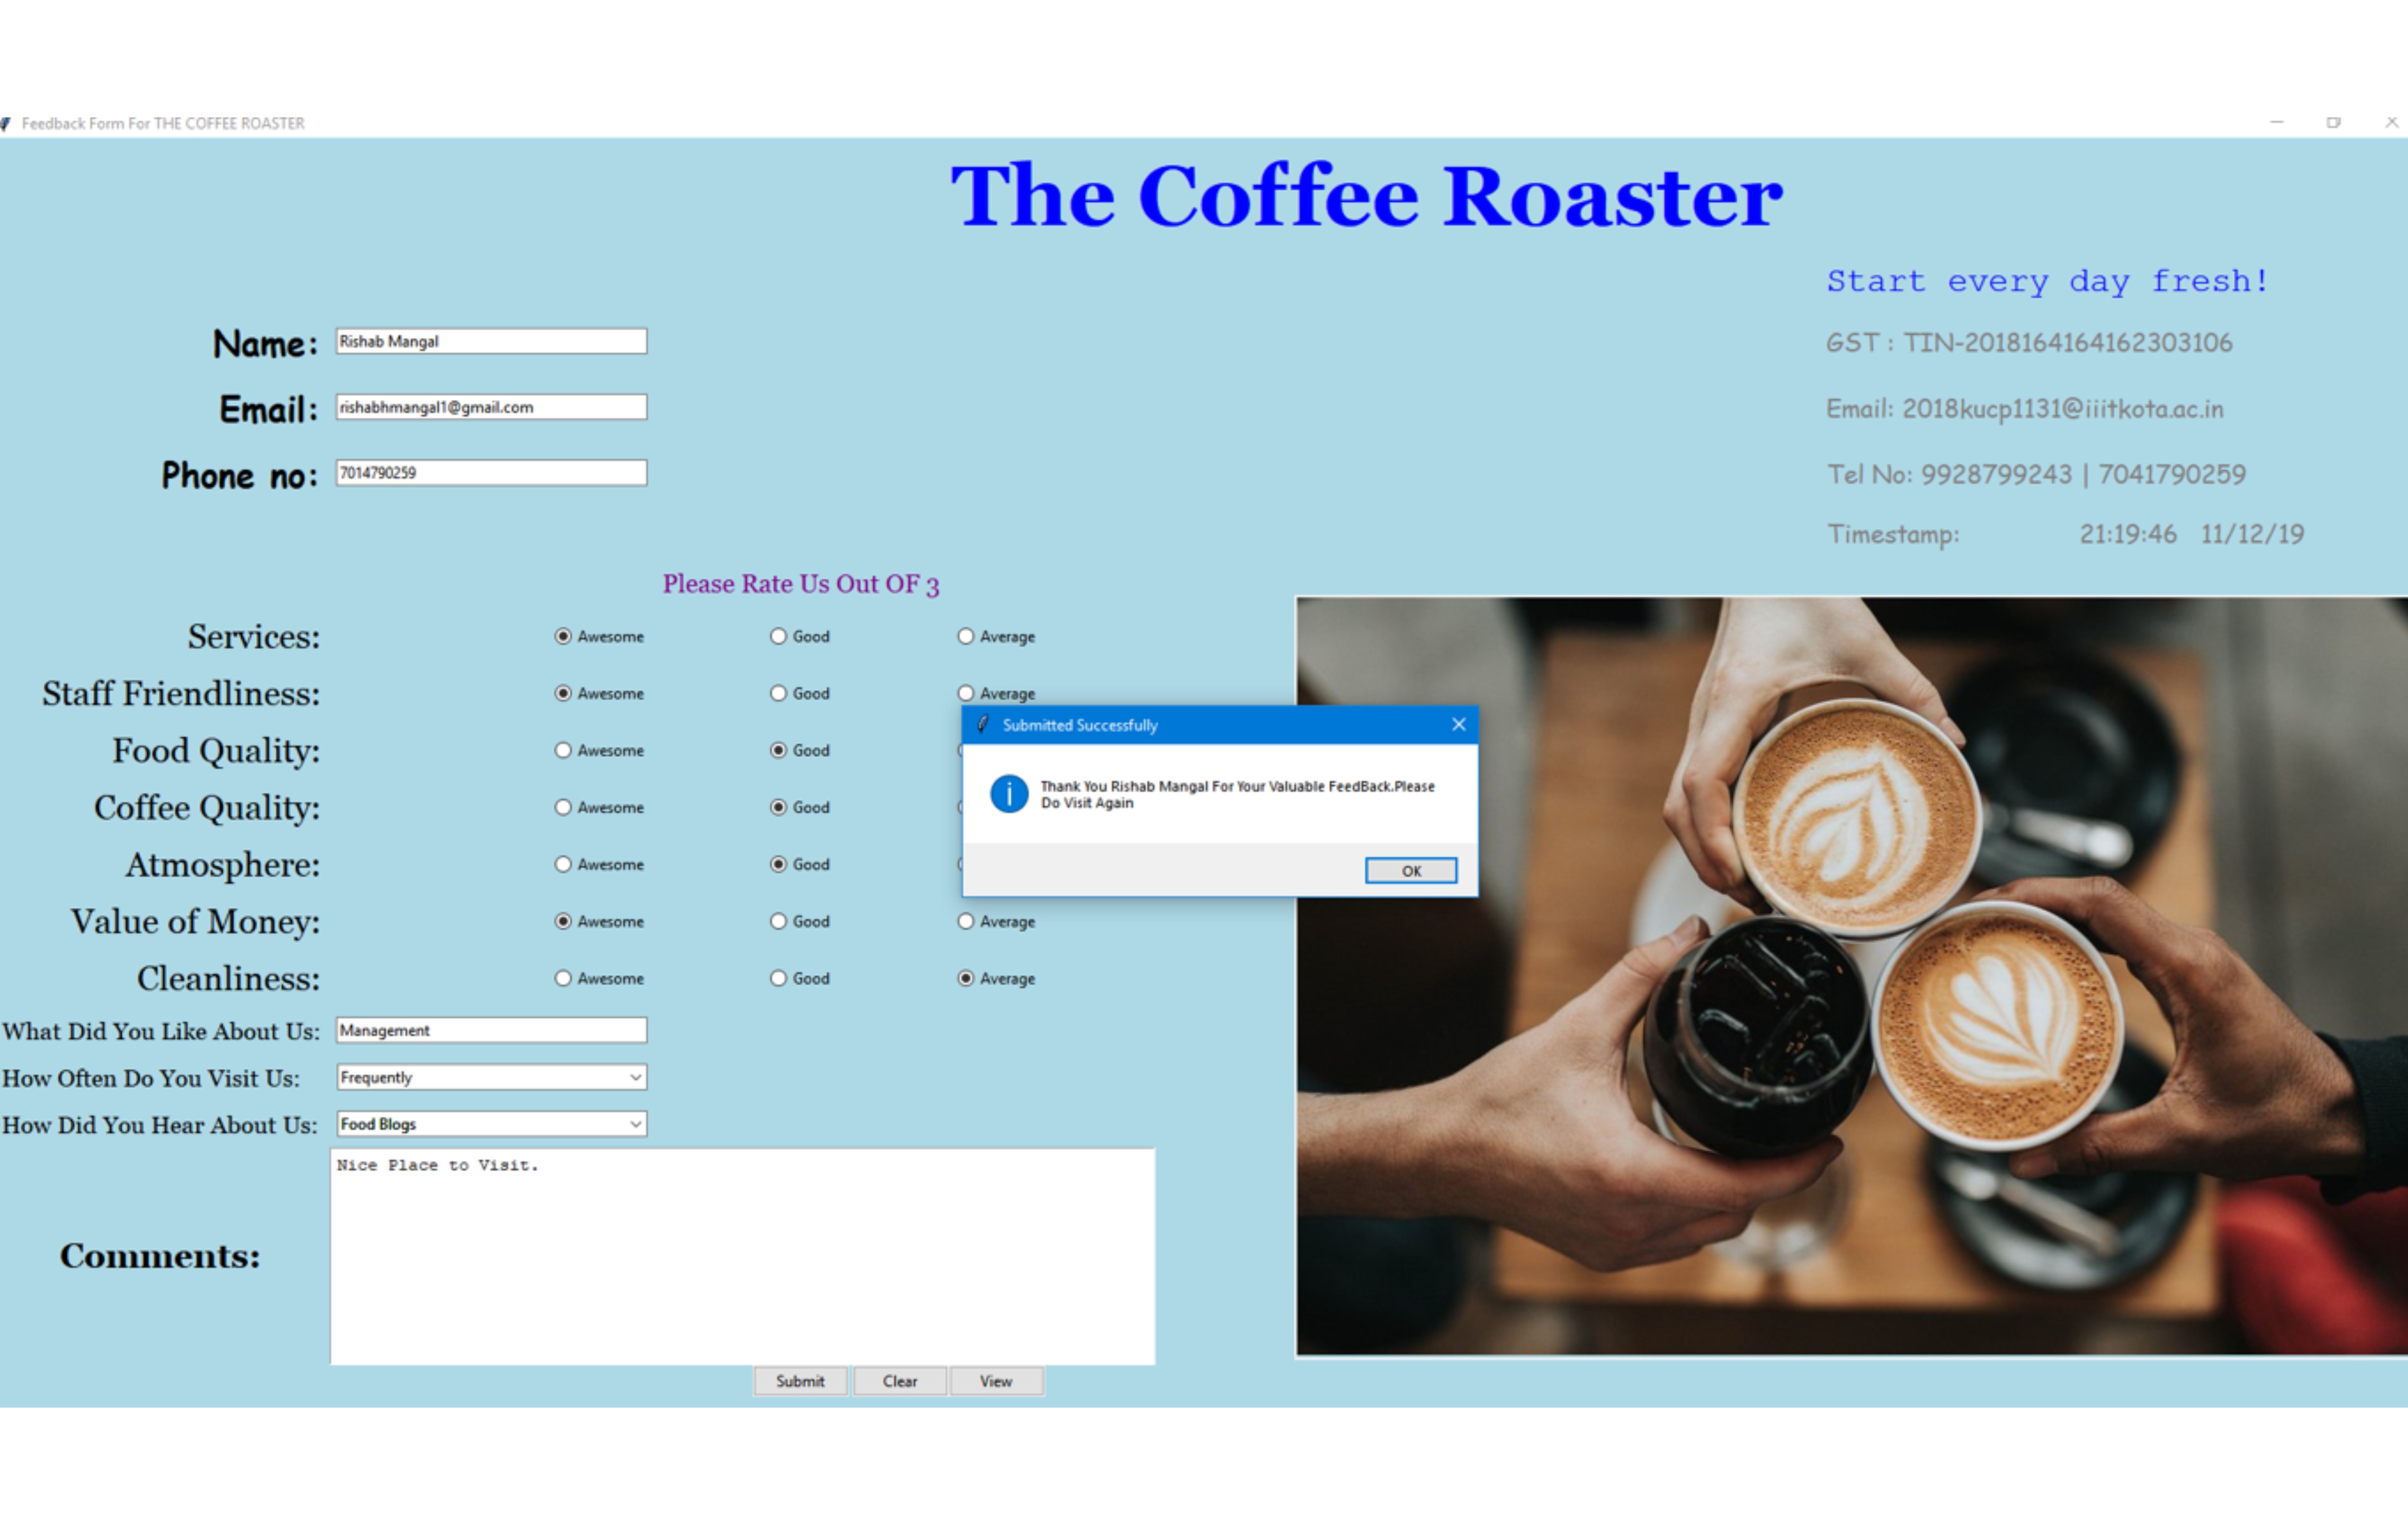 Feedback Form For THE COFFEE ROASTER
The Coffee Roaster
Start every day fresh!
Name: Rishab Mangal
GST : TIN-2018164164162303106
Email: rishabhmangal1@gmail.com
Email: 2018kucp1131@iiitkota.ac.in
Phone no: 7014790259
Tel No: 9928799243 | 7041790259
Timestamp: 21:19:46 11/12/19
Please Rate Us Out OF 3
Services: Awesome Good Average
Staff Friendliness: Awesome Good Average
Food Quality: Awesome Good
Coffee Quality: Awesome Good
Atmosphere: Awesome Good
Value of Money: Awesome Good Average
Cleanliness: Awesome Good Average
Submitted Successfully
Thank You Rishab Mangal For Your Valuable FeedBack.Please
Do Visit Again
OK
What Did You Like About Us: Management
How Often Do You Visit Us: Frequently
How Did You Hear About Us: Food Blogs
Comments: Nice Place to Visit.
Submit Clear View